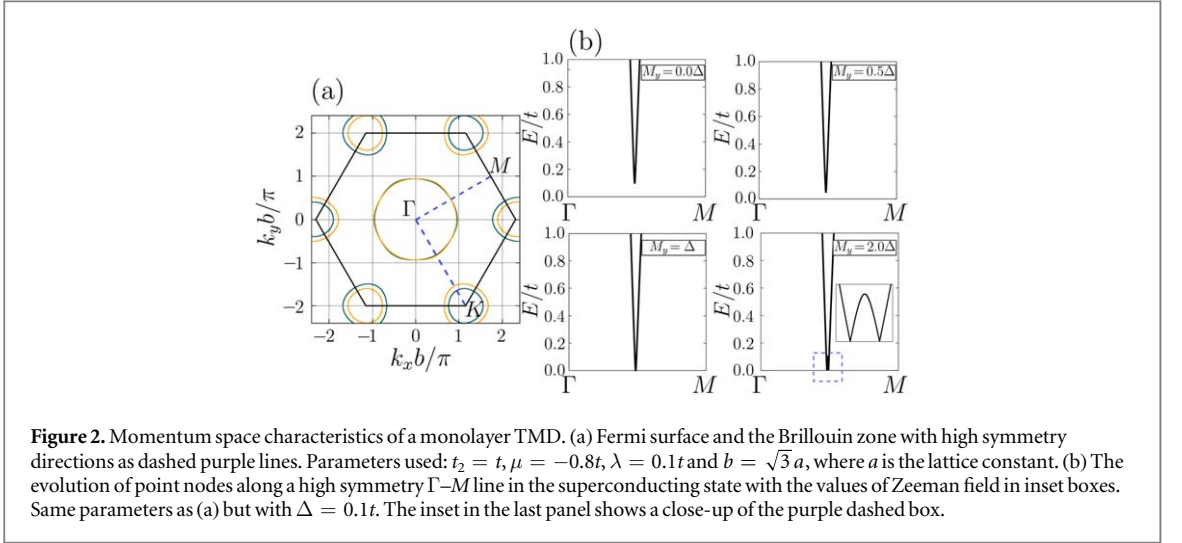 (a)
2
1
0
−1
−2
−2 −1 0 1 2
k_y b/π
k_x b/π
Γ
M
K
(b)
1.0
0.8
0.6
0.4
0.2
0.0
E/t
M_y = 0.0Δ
Γ M
1.0
0.8
0.6
0.4
0.2
0.0
E/t
M_y = 0.5Δ
Γ M
1.0
0.8
0.6
0.4
0.2
0.0
E/t
M_y = Δ
Γ M
1.0
0.8
0.6
0.4
0.2
0.0
E/t
M_y = 2.0Δ
Γ M
Figure 2. Momentum space characteristics of a monolayer TMD. (a) Fermi surface and the Brillouin zone with high symmetry
directions as dashed purple lines. Parameters used: t₂ = t, μ = −0.8t, λ = 0.1t and b = √3 a, where a is the lattice constant. (b) The
evolution of point nodes along a high symmetry Γ–M line in the superconducting state with the values of Zeeman field in inset boxes.
Same parameters as (a) but with Δ = 0.1t. The inset in the last panel shows a close-up of the purple dashed box.